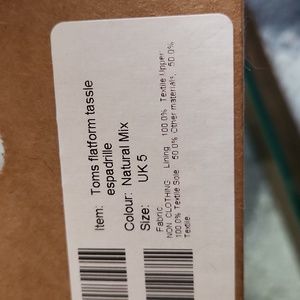 Item: Toms flatform tassle
espadrille
Colour: Natural Mix
Size: UK 5
Fabric
NON CLOTHING Lining 100.0% Textile Upper
100.0% Textile Sole 50.0% Other materials, 50.0%
Textile